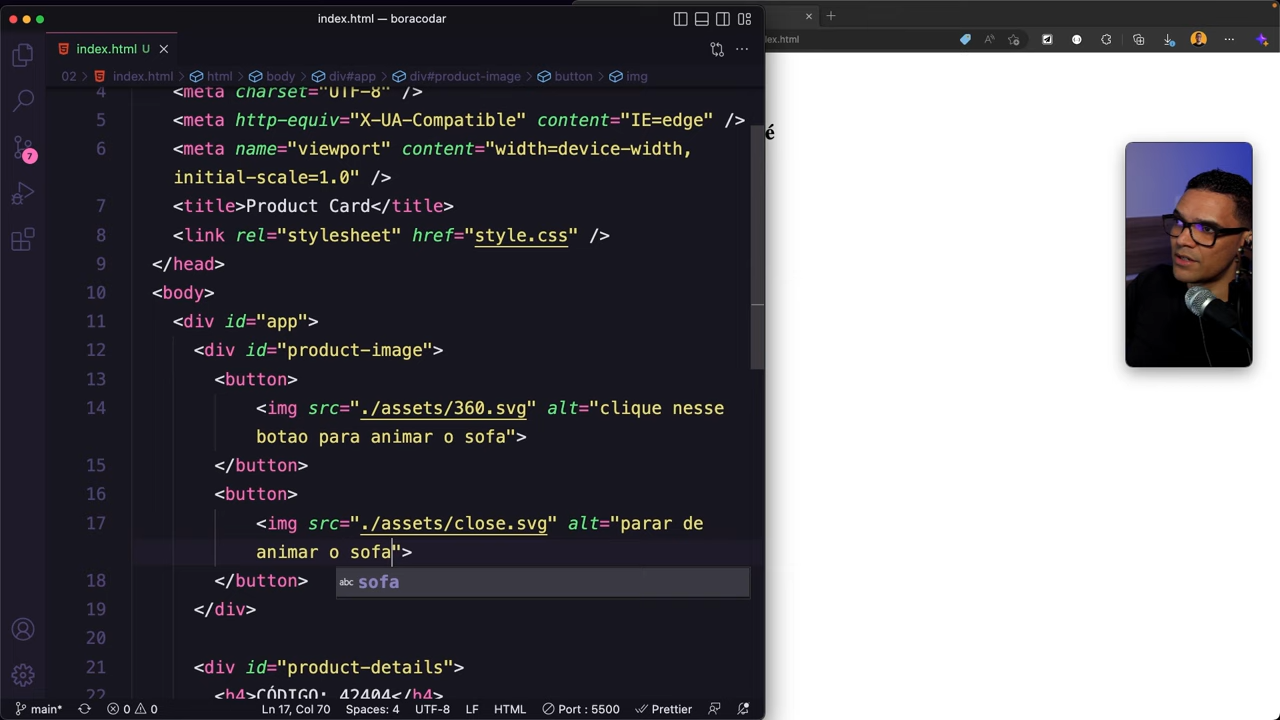 index.html — boracodar
index.html U
02 index.html html body div#app div#product-image button img
kml
4 <meta charset="UTF-8" />
5 <meta http-equiv="X-UA-Compatible" content="IE=edge" />
6 <meta name="viewport" content="width=device-width,
initial-scale=1.0" />
7 <title>Product Card</title>
8 <link rel="stylesheet" href="style.css" />
9 </head>
10 <body>
11 <div id="app">
12 <div id="product-image">
13 <button>
14 <img src="./assets/360.svg" alt="clique nesse
botao para animar o sofa">
15 </button>
16 <button>
17 <img src="./assets/close.svg" alt="parar de
animar o sofa">
abc sofa
18 </button>
19 </div>
20
21 <div id="product-details">
22 <h4>CÓDIGO: 42404</h4>
é
7
main* 0 0 Ln 17, Col 70 Spaces: 4 UTF-8 LF HTML Port : 5500 Prettier